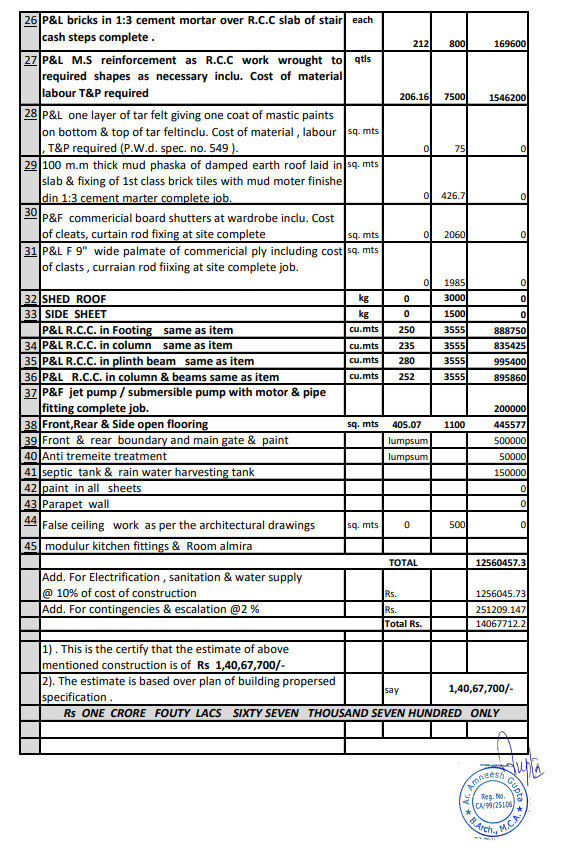 26 P&L bricks in 1:3 cement mortar over R.C.C slab of stair each
cash steps complete . 212 800 169600
27 P&L M.S reinforcement as R.C.C work wrought to qtls
required shapes as necessary inclu. Cost of material
labour T&P required 206.16 7500 1546200
28 P&L one layer of tar felt giving one coat of mastic paints
on bottom & top of tar feltinclu. Cost of material , labour sq. mts
, T&P required (P.W.d. spec. no. 549 ). 0 75 0
29 100 m.m thick mud phaska of damped earth roof laid in sq. mts
slab & fixing of 1st class brick tiles with mud moter finishe
din 1:3 cement marter complete job. 0 426.7 0
30 P&F commericial board shutters at wardrobe inclu. Cost
of cleats, curtain rod fixing at site complete sq. mts 0 2060 0
31 P&L F 9" wide palmate of commericial ply including cost sq. mts
of clasts , curraian rod fiixing at site complete job.
0 1985 0
32 SHED ROOF kg 0 3000 0
33 SIDE SHEET kg 0 1500 0
P&L R.C.C. in Footing same as item cu.mts 250 3555 888750
34 P&L R.C.C. in column same as item cu.mts 235 3555 835425
35 P&L R.C.C. in plinth beam same as item cu.mts 280 3555 995400
36 P&L R.C.C. in column & beams same as item cu.mts 252 3555 895860
37 P&F jet pump / submersible pump with motor & pipe
fitting complete job. 200000
38 Front,Rear & Side open flooring sq. mts 405.07 1100 445577
39 Front & rear boundary and main gate & paint lumpsum 500000
40 Anti tremeite treatment lumpsum 50000
41 septic tank & rain water harvesting tank 150000
42 paint in all sheets 0
43 Parapet wall 0
44 False ceiling work as per the architectural drawings sq. mts 0 500 0
45 modulur kitchen fittings & Room almira
TOTAL 12560457.3
Add. For Electrification , sanitation & water supply
@ 10% of cost of construction Rs. 1256045.73
Add. For contingencies & escalation @2 % Rs. 251209.147
Total Rs. 14067712.2
1) . This is the certify that the estimate of above
mentioned construction is of Rs 1,40,67,700/-
2). The estimate is based over plan of building propersed
specification . say 1,40,67,700/-
Rs ONE CRORE FOUTY LACS SIXTY SEVEN THOUSAND SEVEN HUNDRED ONLY
Gupta
Ar. Amneesh Gupta
Reg. No.
CA/99/25106
B.Arch., M.C.A.